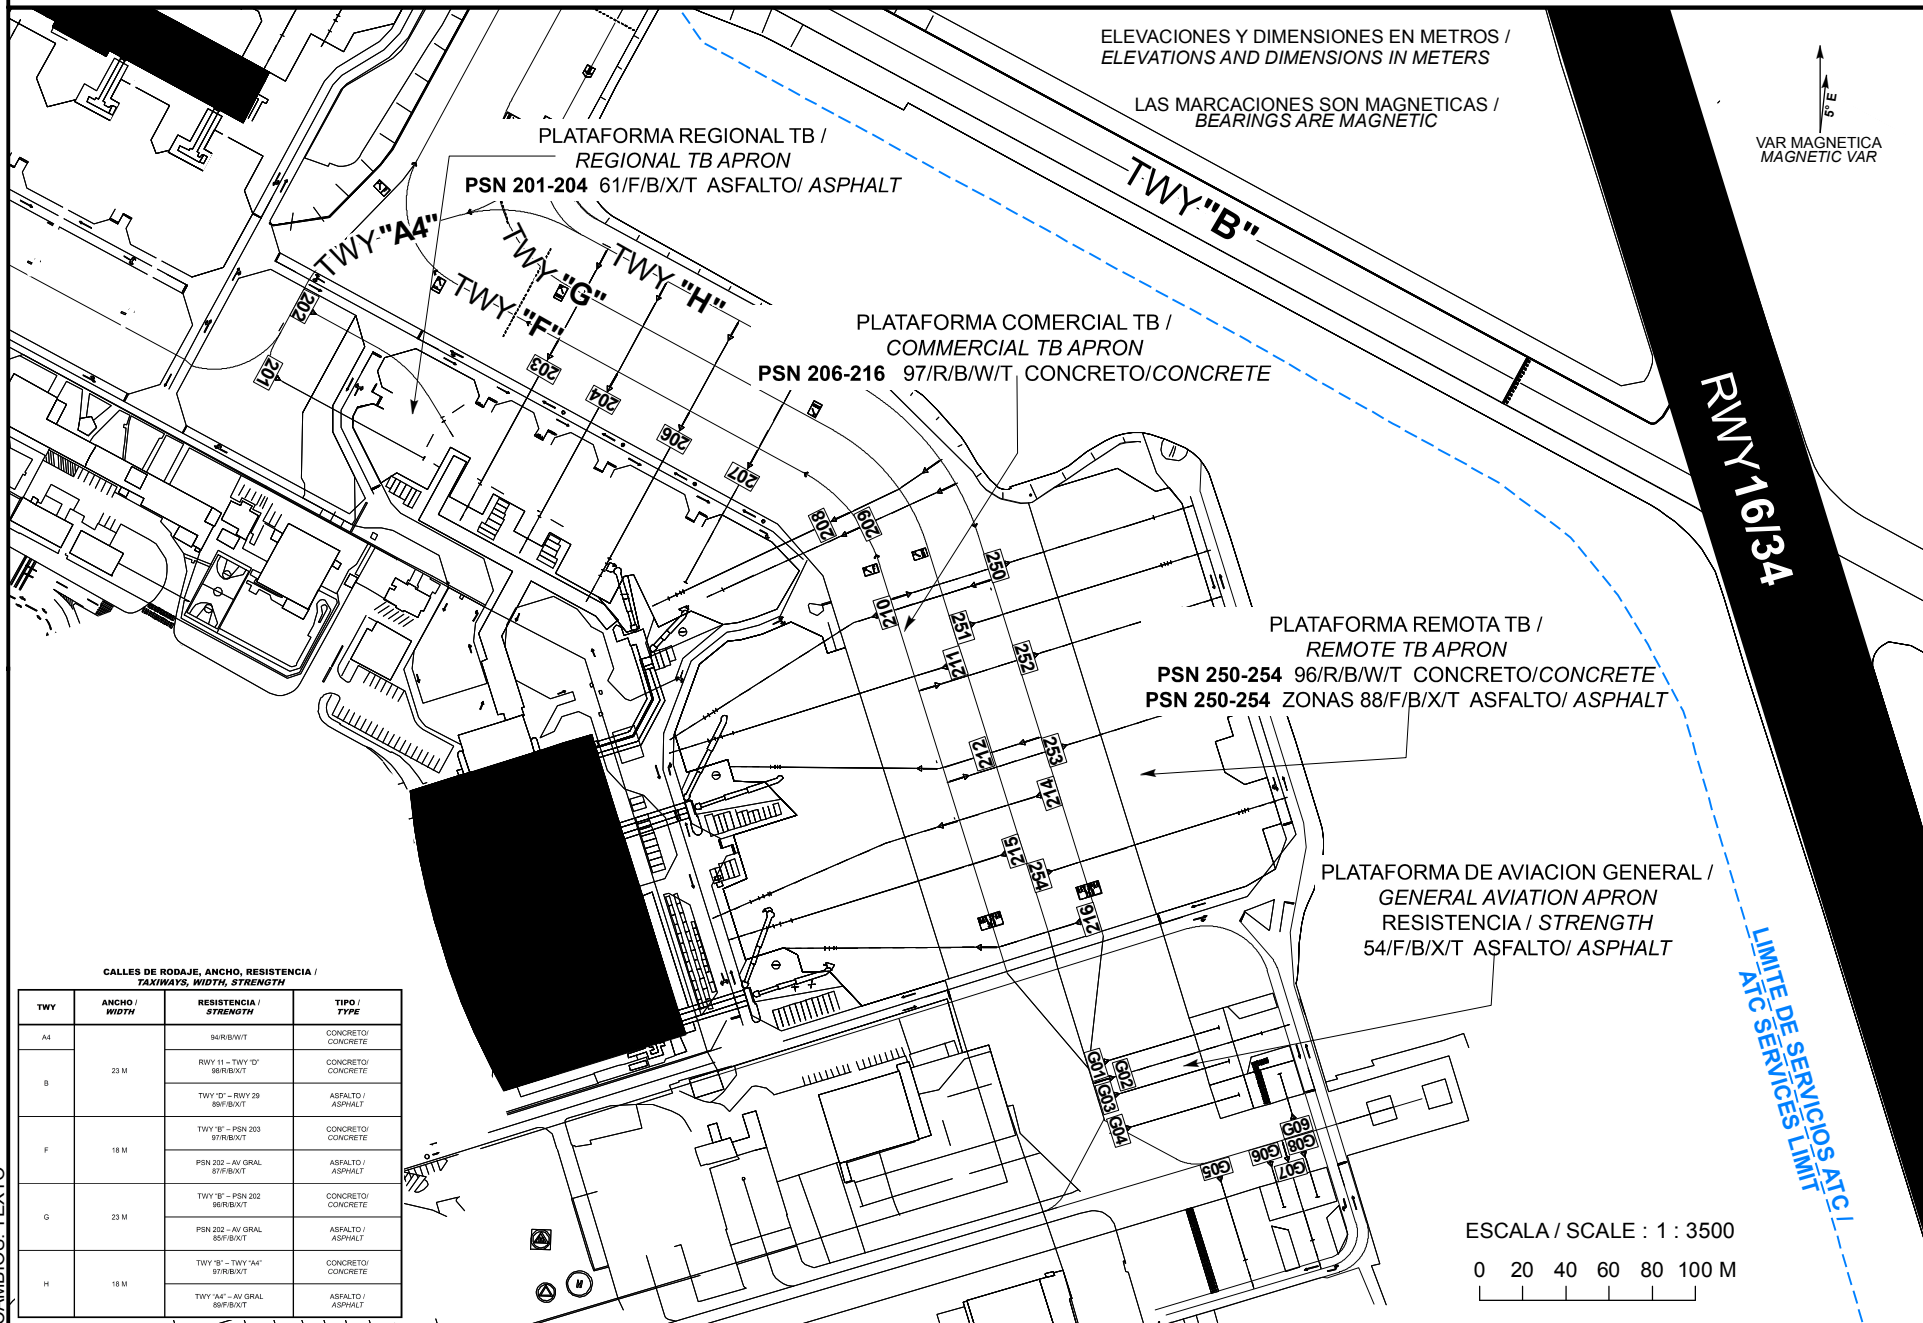 ELEVACIONES Y DIMENSIONES EN METROS /
ELEVATIONS AND DIMENSIONS IN METERS
LAS MARCACIONES SON MAGNETICAS /
BEARINGS ARE MAGNETIC
5° E
VAR MAGNETICA
MAGNETIC VAR
PLATAFORMA REGIONAL TB /
REGIONAL TB APRON
PSN 201-204 61/F/B/X/T ASFALTO/ ASPHALT
TWY "B"
TWY "A4"
TWY "G"
TWY "H"
TWY "F"
RWY 16/34
PLATAFORMA COMERCIAL TB /
COMMERCIAL TB APRON
PSN 206-216 97/R/B/W/T CONCRETO/CONCRETE
202
201
203
204
206
207
208
209
210
250
251
211
252
212
253
214
215
254
216
PLATAFORMA REMOTA TB /
REMOTE TB APRON
PSN 250-254 96/R/B/W/T CONCRETO/CONCRETE
PSN 250-254 ZONAS 88/F/B/X/T ASFALTO/ ASPHALT
PLATAFORMA DE AVIACION GENERAL /
GENERAL AVIATION APRON
RESISTENCIA / STRENGTH
54/F/B/X/T ASFALTO/ ASPHALT
LIMITE DE SERVICIOS ATC /
ATC SERVICES LIMIT
G01
G02
G03
G04
G05
G06
G07
G08
G09
M
CALLES DE RODAJE, ANCHO, RESISTENCIA /
TAXIWAYS, WIDTH, STRENGTH
TWY ANCHO / WIDTH RESISTENCIA / STRENGTH TIPO / TYPE
A4 23 M 94/R/B/W/T CONCRETO/ CONCRETE
B RWY 11 – TWY "D" 98/R/B/X/T CONCRETO/ CONCRETE
TWY "D" – RWY 29 89/F/B/X/T ASFALTO / ASPHALT
F 18 M TWY "B" – PSN 203 97/R/B/X/T CONCRETO/ CONCRETE
PSN 202 – AV GRAL 87/F/B/X/T ASFALTO / ASPHALT
G 23 M TWY "B" – PSN 202 96/R/B/X/T CONCRETO/ CONCRETE
PSN 202 – AV GRAL 85/F/B/X/T ASFALTO / ASPHALT
H 18 M TWY "B" – TWY "A4" 97/R/B/X/T CONCRETO/ CONCRETE
TWY "A4" – AV GRAL 89/F/B/X/T ASFALTO / ASPHALT
ESCALA / SCALE : 1 : 3500
0 20 40 60 80 100 M